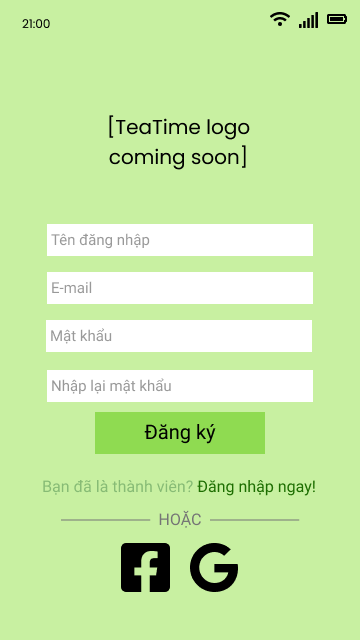 21:00
[TeaTime logo
coming soon]
Tên đăng nhập
E-mail
Mật khẩu
Nhập lại mật khẩu
Đăng ký
Bạn đã là thành viên? Đăng nhập ngay!
HOẶC